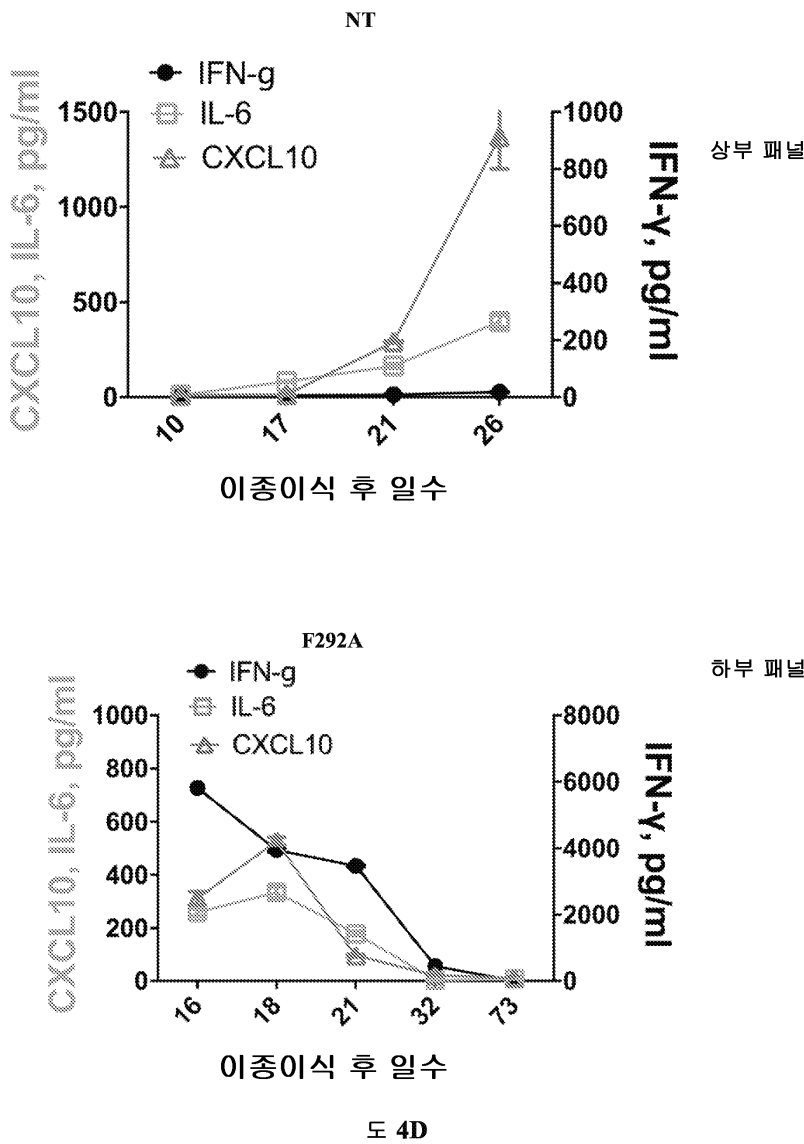 NT
IFN-g
IL-6
CXCL10
상부 패널
CXCL10, IL-6, pg/ml
1500
1000
500
0
1000
800
600
400
200
0
IFN-γ, pg/ml
10 17 21 26
이종이식 후 일수
F292A
하부 패널
IFN-g
IL-6
CXCL10
CXCL10, IL-6, pg/ml
1000
800
600
400
200
0
8000
6000
4000
2000
0
IFN-γ, pg/ml
16 18 21 32 73
이종이식 후 일수
도 4D